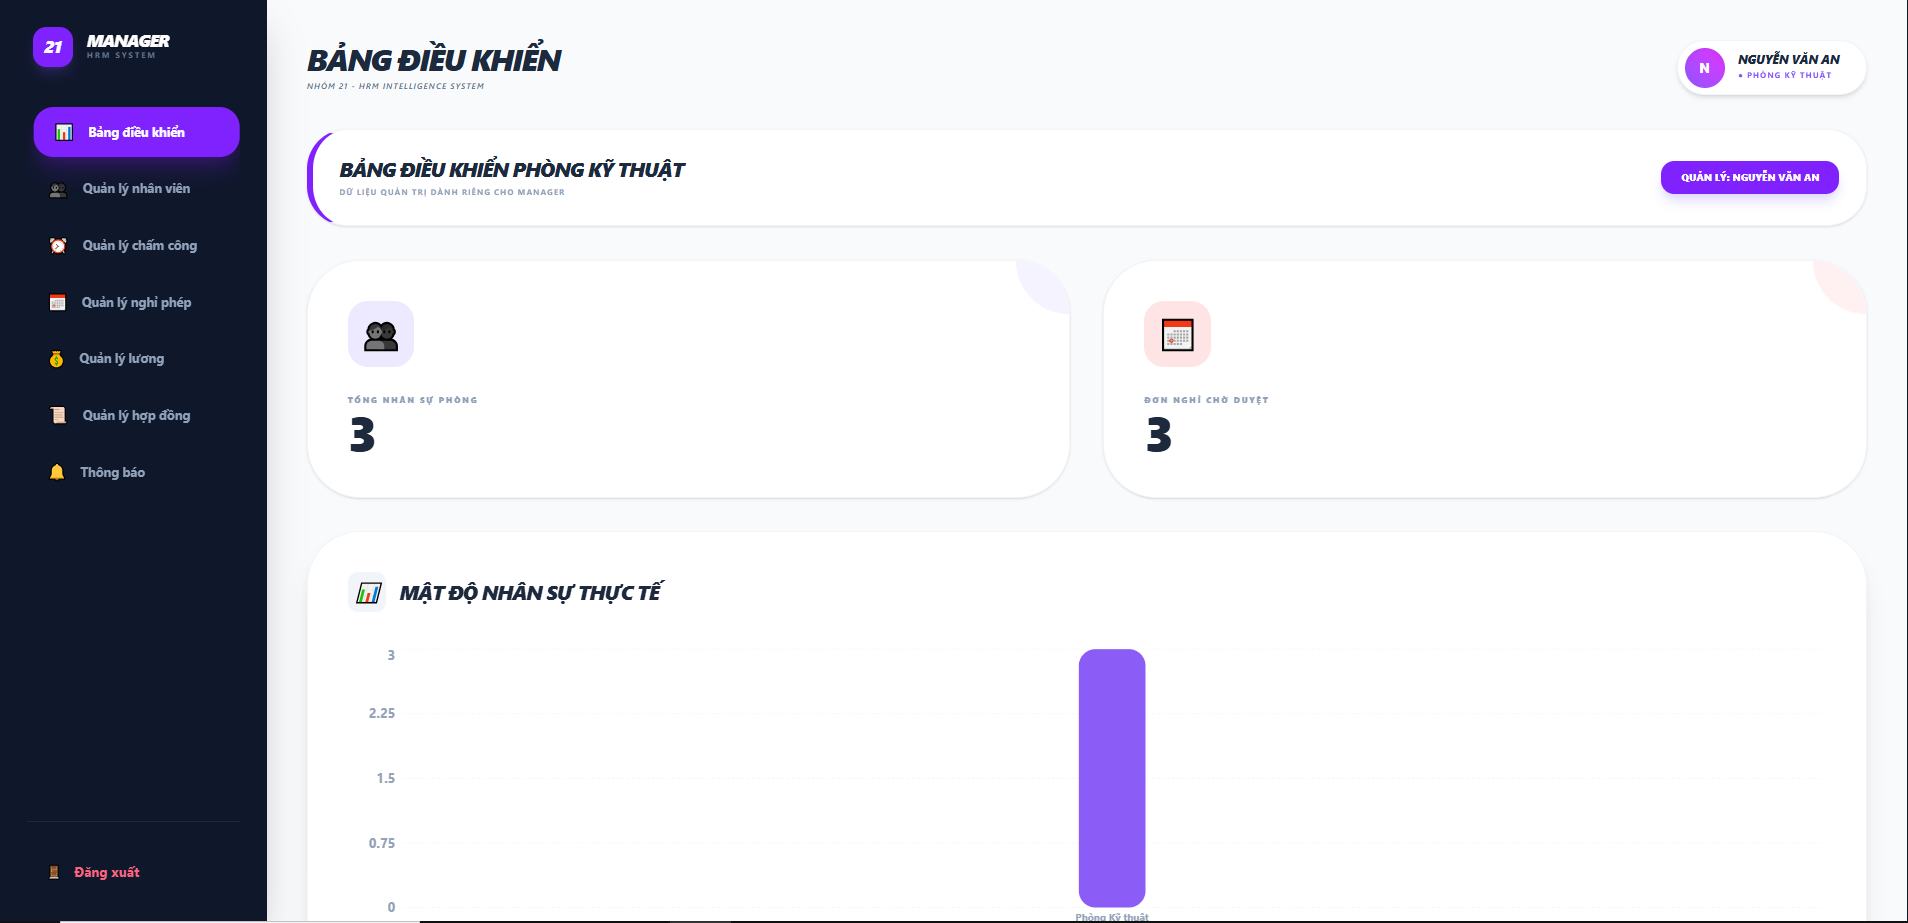 21
MANAGER
HRM SYSTEM
Bảng điều khiển
Quản lý nhân viên
Quản lý chấm công
Quản lý nghỉ phép
Quản lý lương
Quản lý hợp đồng
Thông báo
Đăng xuất
BẢNG ĐIỀU KHIỂN
NHÓM 21 - HRM INTELLIGENCE SYSTEM
N
NGUYỄN VĂN AN
● PHÒNG KỸ THUẬT
BẢNG ĐIỀU KHIỂN PHÒNG KỸ THUẬT
DỮ LIỆU QUẢN TRỊ DÀNH RIÊNG CHO MANAGER
QUẢN LÝ: NGUYỄN VĂN AN
TỔNG NHÂN SỰ PHÒNG
3
ĐƠN NGHỈ CHỜ DUYỆT
3
MẬT ĐỘ NHÂN SỰ THỰC TẾ
3
2.25
1.5
0.75
0
Phòng Kỹ thuật